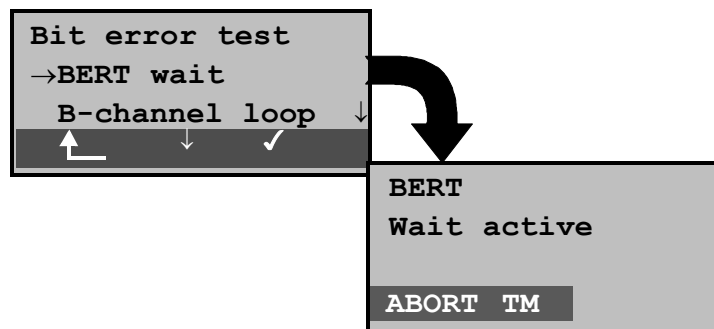 Bit error test
→BERT wait
B-channel loop ↓
↓ ✓
BERT
Wait active
ABORT TM